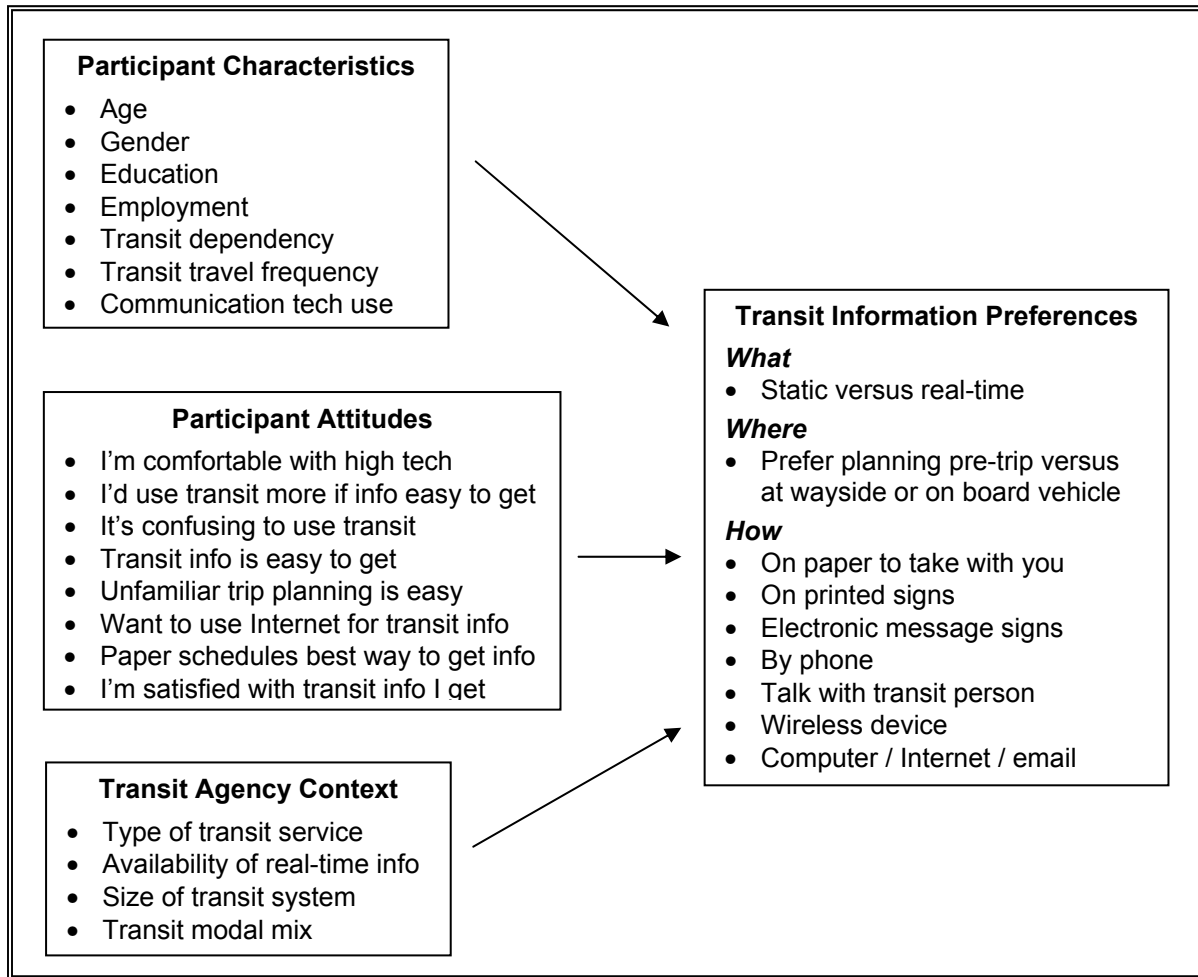 Participant Characteristics
• Age
• Gender
• Education
• Employment
• Transit dependency
• Transit travel frequency
• Communication tech use
Participant Attitudes
• I’m comfortable with high tech
• I’d use transit more if info easy to get
• It’s confusing to use transit
• Transit info is easy to get
• Unfamiliar trip planning is easy
• Want to use Internet for transit info
• Paper schedules best way to get info
• I’m satisfied with transit info I get
Transit Agency Context
• Type of transit service
• Availability of real-time info
• Size of transit system
• Transit modal mix
Transit Information Preferences
What
• Static versus real-time
Where
• Prefer planning pre-trip versus
at wayside or on board vehicle
How
• On paper to take with you
• On printed signs
• Electronic message signs
• By phone
• Talk with transit person
• Wireless device
• Computer / Internet / email